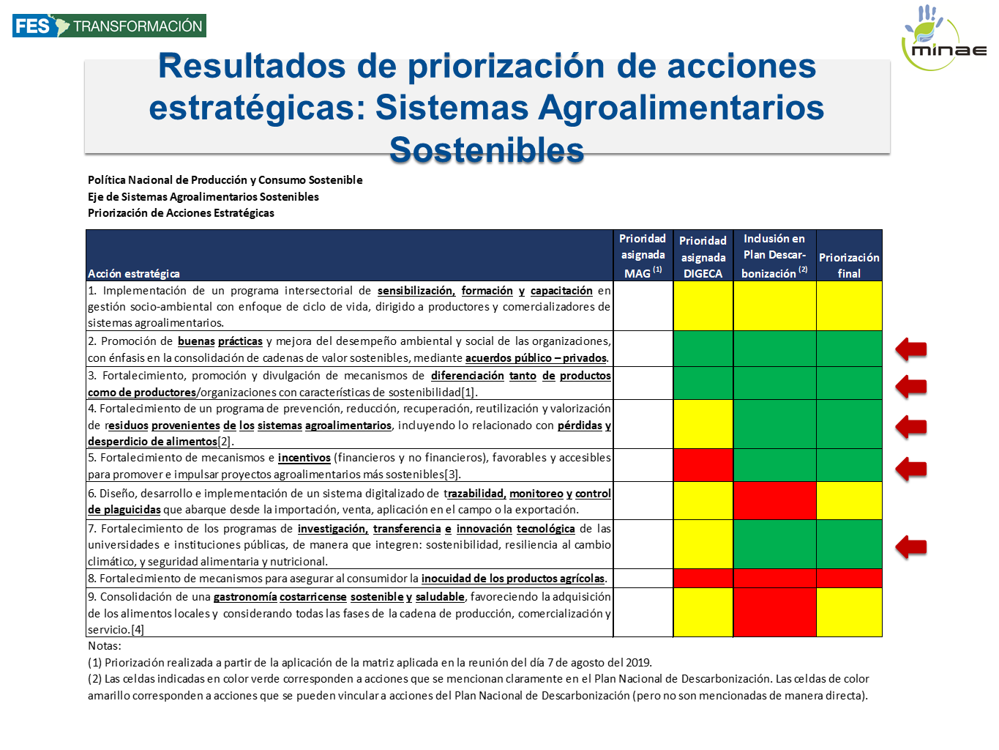 FES TRANSFORMACIÓN
minae
Resultados de priorización de acciones
estratégicas: Sistemas Agroalimentarios
Sostenibles
Política Nacional de Producción y Consumo Sostenible
Eje de Sistemas Agroalimentarios Sostenibles
Priorización de Acciones Estratégicas
Acción estratégica
Prioridad
asignada
MAG (1)
Prioridad
asignada
DIGECA
Inclusión en
Plan Descar-
bonización (2)
Priorización
final
1. Implementación de un programa intersectorial de sensibilización, formación y capacitación en
gestión socio-ambiental con enfoque de ciclo de vida, dirigido a productores y comercializadores de
sistemas agroalimentarios.
2. Promoción de buenas prácticas y mejora del desempeño ambiental y social de las organizaciones,
con énfasis en la consolidación de cadenas de valor sostenibles, mediante acuerdos público – privados.
3. Fortalecimiento, promoción y divulgación de mecanismos de diferenciación tanto de productos
como de productores/organizaciones con características de sostenibilidad[1].
4. Fortalecimiento de un programa de prevención, reducción, recuperación, reutilización y valorización
de residuos provenientes de los sistemas agroalimentarios, incluyendo lo relacionado con pérdidas y
desperdicio de alimentos[2].
5. Fortalecimiento de mecanismos e incentivos (financieros y no financieros), favorables y accesibles
para promover e impulsar proyectos agroalimentarios más sostenibles[3].
6. Diseño, desarrollo e implementación de un sistema digitalizado de trazabilidad, monitoreo y control
de plaguicidas que abarque desde la importación, venta, aplicación en el campo o la exportación.
7. Fortalecimiento de los programas de investigación, transferencia e innovación tecnológica de las
universidades e instituciones públicas, de manera que integren: sostenibilidad, resiliencia al cambio
climático, y seguridad alimentaria y nutricional.
8. Fortalecimiento de mecanismos para asegurar al consumidor la inocuidad de los productos agrícolas.
9. Consolidación de una gastronomía costarricense sostenible y saludable, favoreciendo la adquisición
de los alimentos locales y considerando todas las fases de la cadena de producción, comercialización y
servicio.[4]
Notas:
(1) Priorización realizada a partir de la aplicación de la matriz aplicada en la reunión del día 7 de agosto del 2019.
(2) Las celdas indicadas en color verde corresponden a acciones que se mencionan claramente en el Plan Nacional de Descarbonización. Las celdas de color
amarillo corresponden a acciones que se pueden vincular a acciones del Plan Nacional de Descarbonización (pero no son mencionadas de manera directa).